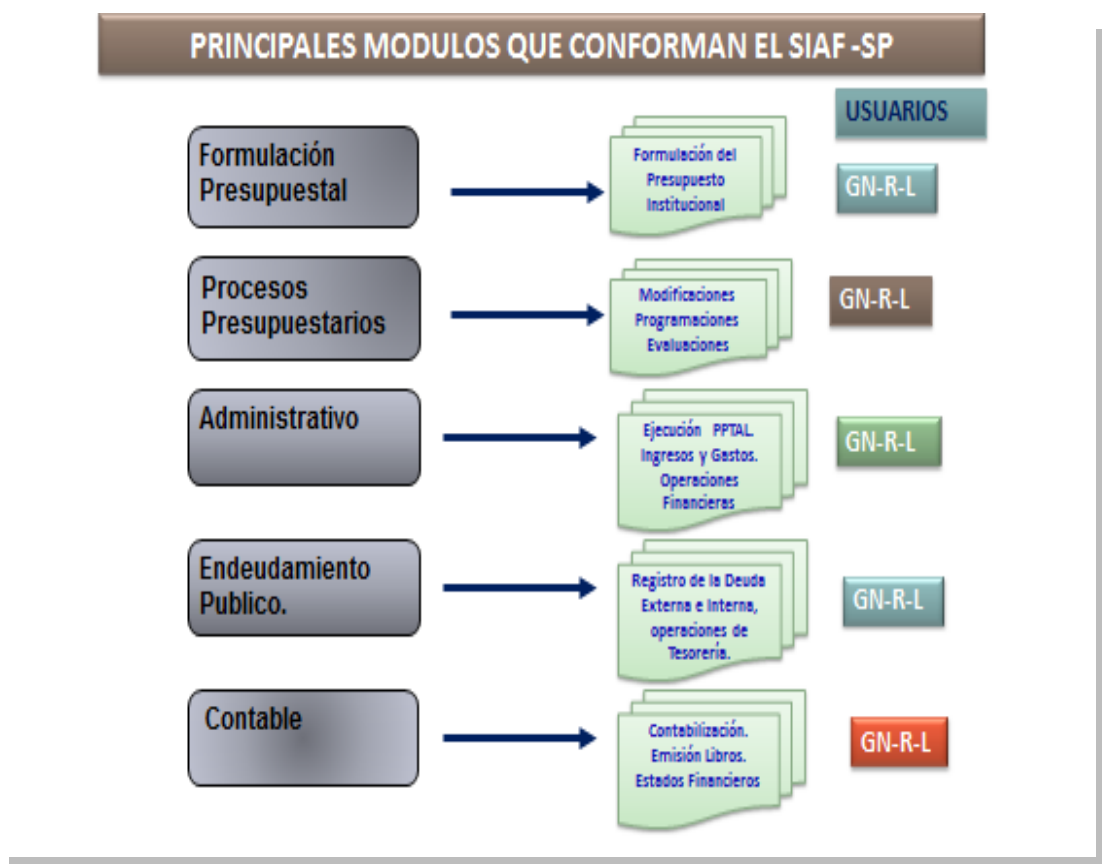 PRINCIPALES MODULOS QUE CONFORMAN EL SIAF -SP
USUARIOS
Formulación
Presupuestal
Formulación del
Presupuesto
Institucional
GN-R-L
Procesos
Presupuestarios
Modificaciones
Programaciones
Evaluaciones
GN-R-L
Administrativo
Ejecución PPTAL.
Ingresos y Gastos.
Operaciones
Financieras
GN-R-L
Endeudamiento
Publico.
Registro de la Deuda
Externa e Interna,
operaciones de
Tesorería.
GN-R-L
Contable
Contabilización.
Emisión Libros.
Estados Financieros
GN-R-L